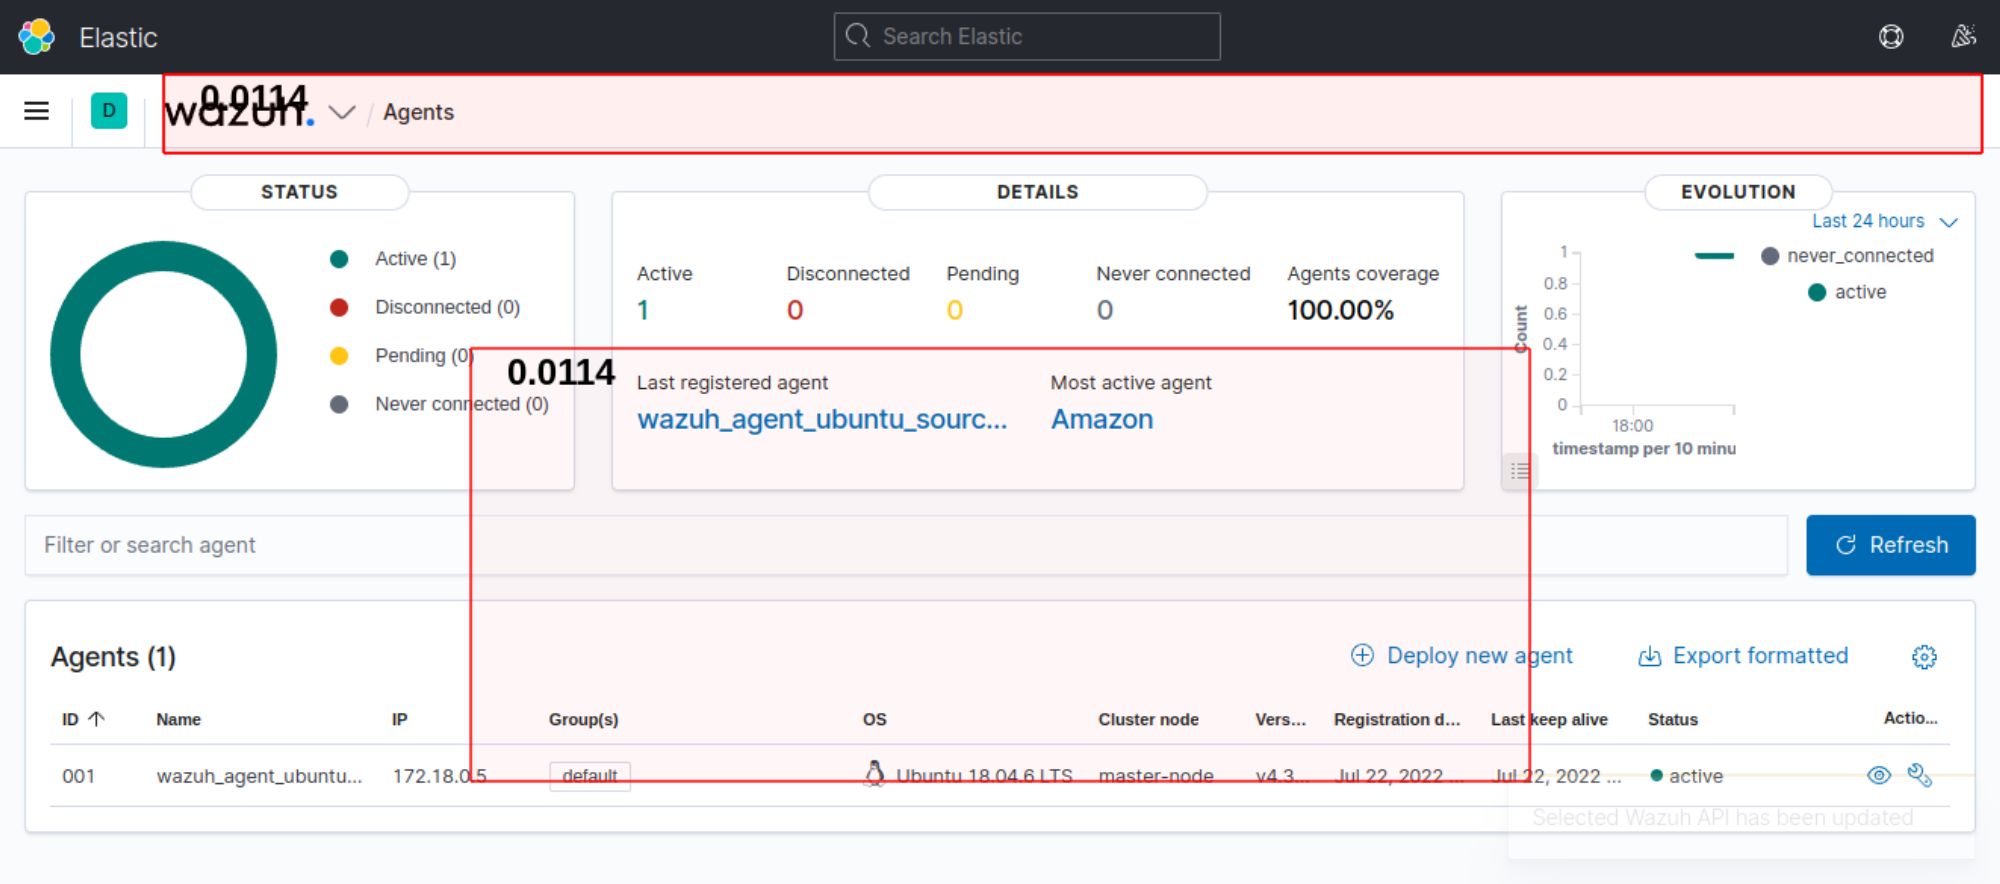 Elastic
Search Elastic
D
wazuh.
0.0114
/ Agents
STATUS
Active (1)
Disconnected (0)
Pending (0)
Never connected (0)
DETAILS
Active
1
Disconnected
0
Pending
0
Never connected
0
Agents coverage
100.00%
0.0114
Last registered agent
wazuh_agent_ubuntu_sourc...
Most active agent
Amazon
EVOLUTION
Last 24 hours
1
0.8
0.6
0.4
0.2
0
Count
18:00
timestamp per 10 minu
never_connected
active
Filter or search agent
Refresh
Agents (1)
Deploy new agent
Export formatted
ID Name IP Group(s) OS Cluster node Vers... Registration d... Last keep alive Status Actio...
001 wazuh_agent_ubuntu... 172.18.0.5 default Ubuntu 18.04.6 LTS master-node v4.3... Jul 22, 2022 ... Jul 22, 2022 ... active
Selected Wazuh API has been updated